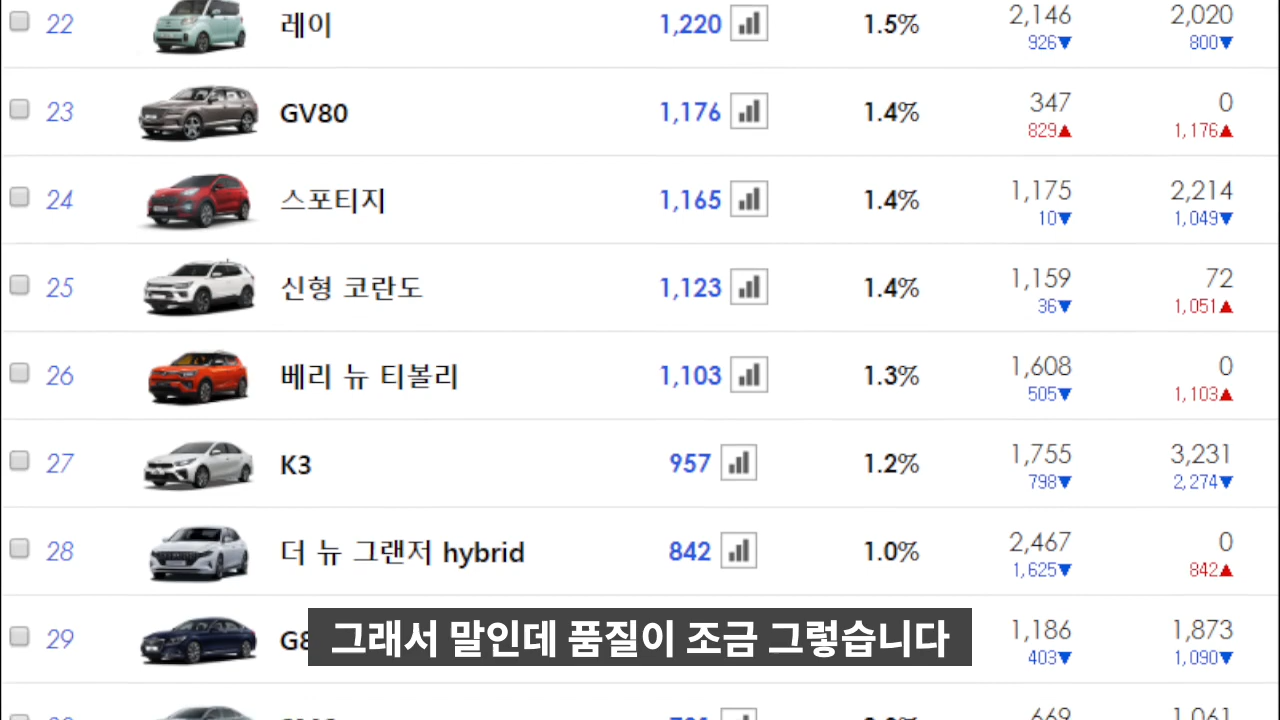 22 레이 1,220 1.5% 2,146 2,020
926▼ 800▼
23 GV80 1,176 1.4% 347 0
829▲ 1,176▲
24 스포티지 1,165 1.4% 1,175 2,214
10▼ 1,049▼
25 신형 코란도 1,123 1.4% 1,159 72
36▼ 1,051▲
26 베리 뉴 티볼리 1,103 1.3% 1,608 0
505▼ 1,103▲
27 K3 957 1.2% 1,755 3,231
798▼ 2,274▼
28 더 뉴 그랜저 hybrid 842 1.0% 2,467 0
1,625▼ 842▲
29 1,186 1,873
403▼ 1,090▼
그래서 말인데 품질이 조금 그렇습니다
1,061